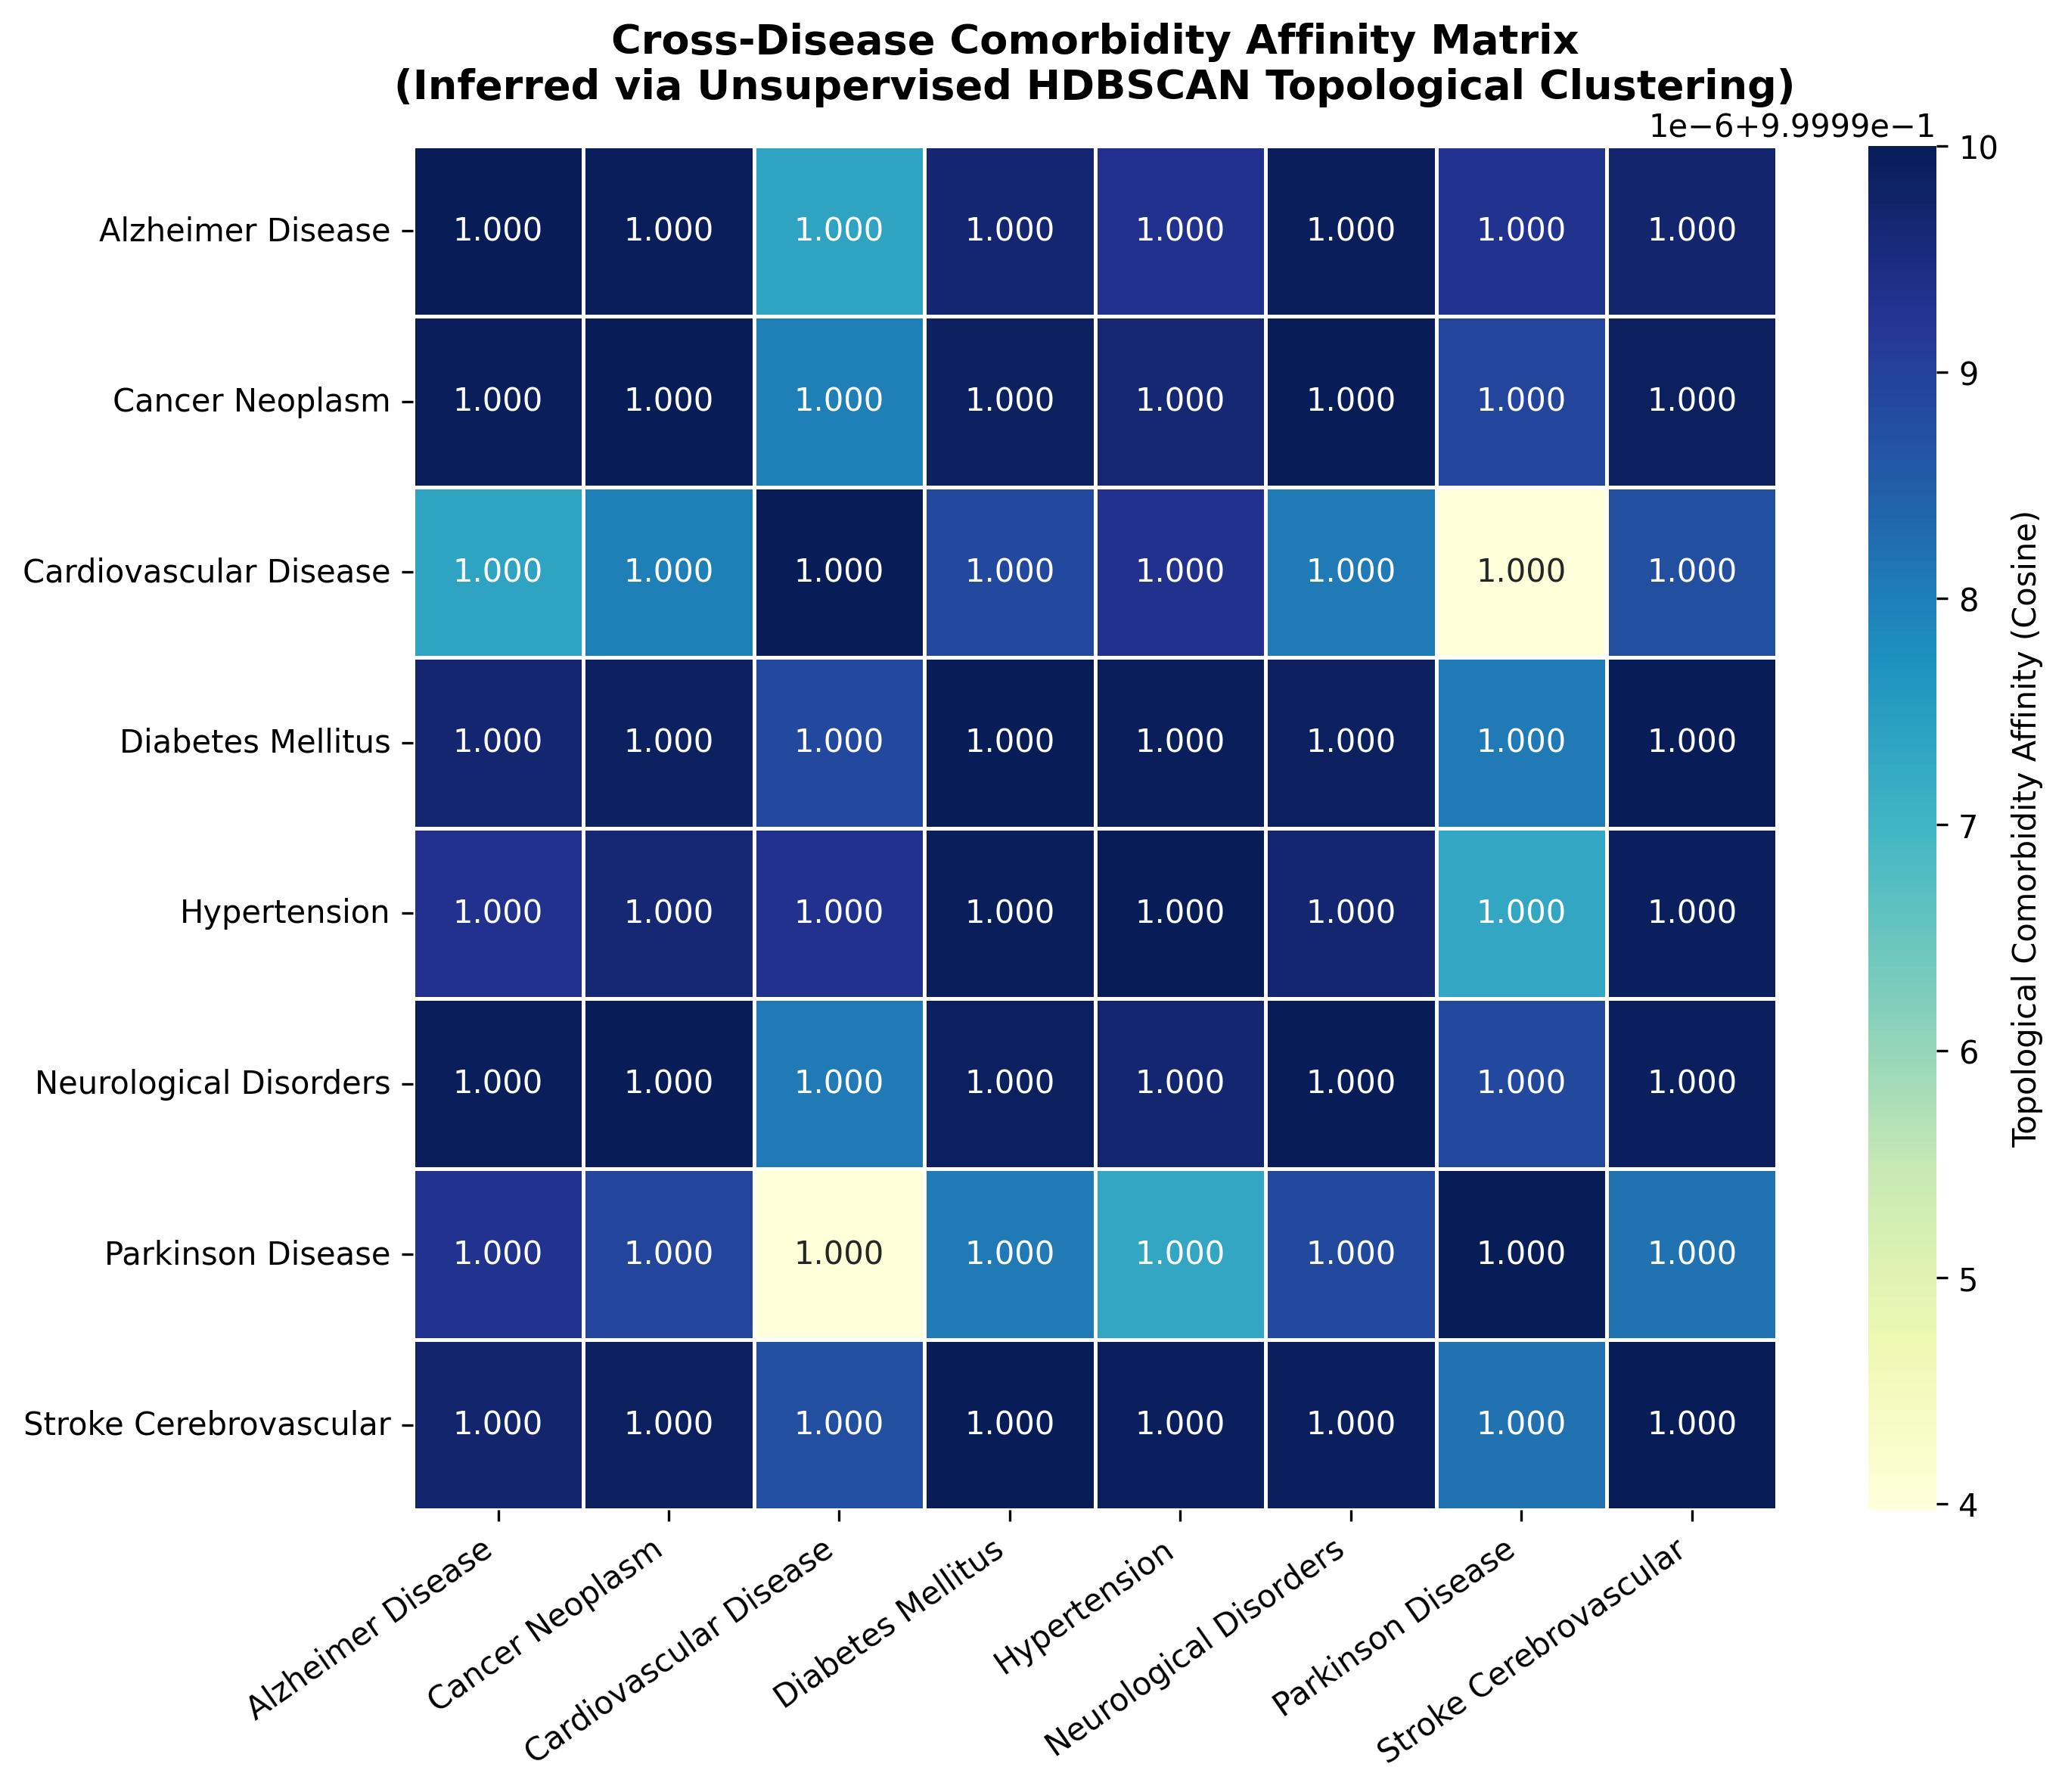 Cross-Disease Comorbidity Affinity Matrix
(Inferred via Unsupervised HDBSCAN Topological Clustering)
1e−6+9.9999e−1
Alzheimer Disease 1.000 1.000 1.000 1.000 1.000 1.000 1.000 1.000
Cancer Neoplasm 1.000 1.000 1.000 1.000 1.000 1.000 1.000 1.000
Cardiovascular Disease 1.000 1.000 1.000 1.000 1.000 1.000 1.000 1.000
Diabetes Mellitus 1.000 1.000 1.000 1.000 1.000 1.000 1.000 1.000
Hypertension 1.000 1.000 1.000 1.000 1.000 1.000 1.000 1.000
Neurological Disorders 1.000 1.000 1.000 1.000 1.000 1.000 1.000 1.000
Parkinson Disease 1.000 1.000 1.000 1.000 1.000 1.000 1.000 1.000
Stroke Cerebrovascular 1.000 1.000 1.000 1.000 1.000 1.000 1.000 1.000
Alzheimer Disease
Cancer Neoplasm
Cardiovascular Disease
Diabetes Mellitus
Hypertension
Neurological Disorders
Parkinson Disease
Stroke Cerebrovascular
10
9
8
7
6
5
4
Topological Comorbidity Affinity (Cosine)